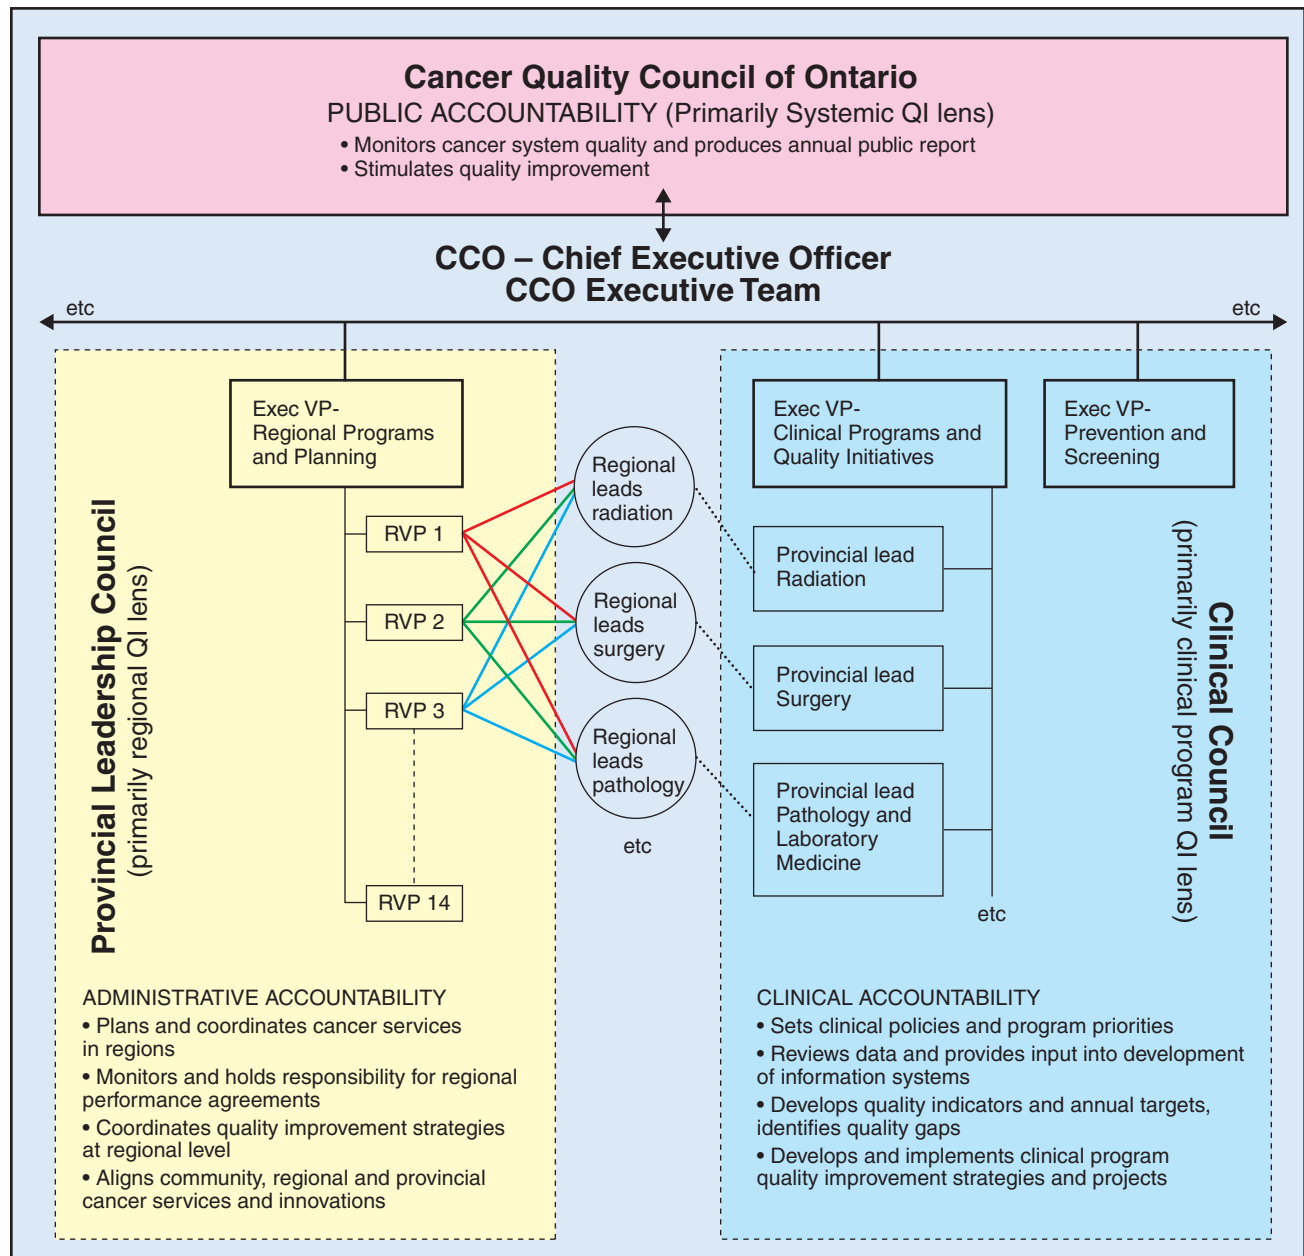 Cancer Quality Council of Ontario
PUBLIC ACCOUNTABILITY (Primarily Systemic QI lens)
• Monitors cancer system quality and produces annual public report
• Stimulates quality improvement
CCO – Chief Executive Officer
CCO Executive Team
etc
etc
Provincial Leadership Council
(primarily regional QI lens)
Exec VP-
Regional Programs
and Planning
RVP 1
RVP 2
RVP 3
RVP 14
ADMINISTRATIVE ACCOUNTABILITY
• Plans and coordinates cancer services
in regions
• Monitors and holds responsibility for regional
performance agreements
• Coordinates quality improvement strategies
at regional level
• Aligns community, regional and provincial
cancer services and innovations
Regional
leads
radiation
Regional
leads
surgery
Regional
leads
pathology
etc
Exec VP-
Clinical Programs and
Quality Initiatives
Exec VP-
Prevention and
Screening
Provincial lead
Radiation
Provincial lead
Surgery
Provincial lead
Pathology and
Laboratory
Medicine
etc
Clinical Council
(primarily clinical program QI lens)
CLINICAL ACCOUNTABILITY
• Sets clinical policies and program priorities
• Reviews data and provides input into development
of information systems
• Develops quality indicators and annual targets,
identifies quality gaps
• Develops and implements clinical program
quality improvement strategies and projects